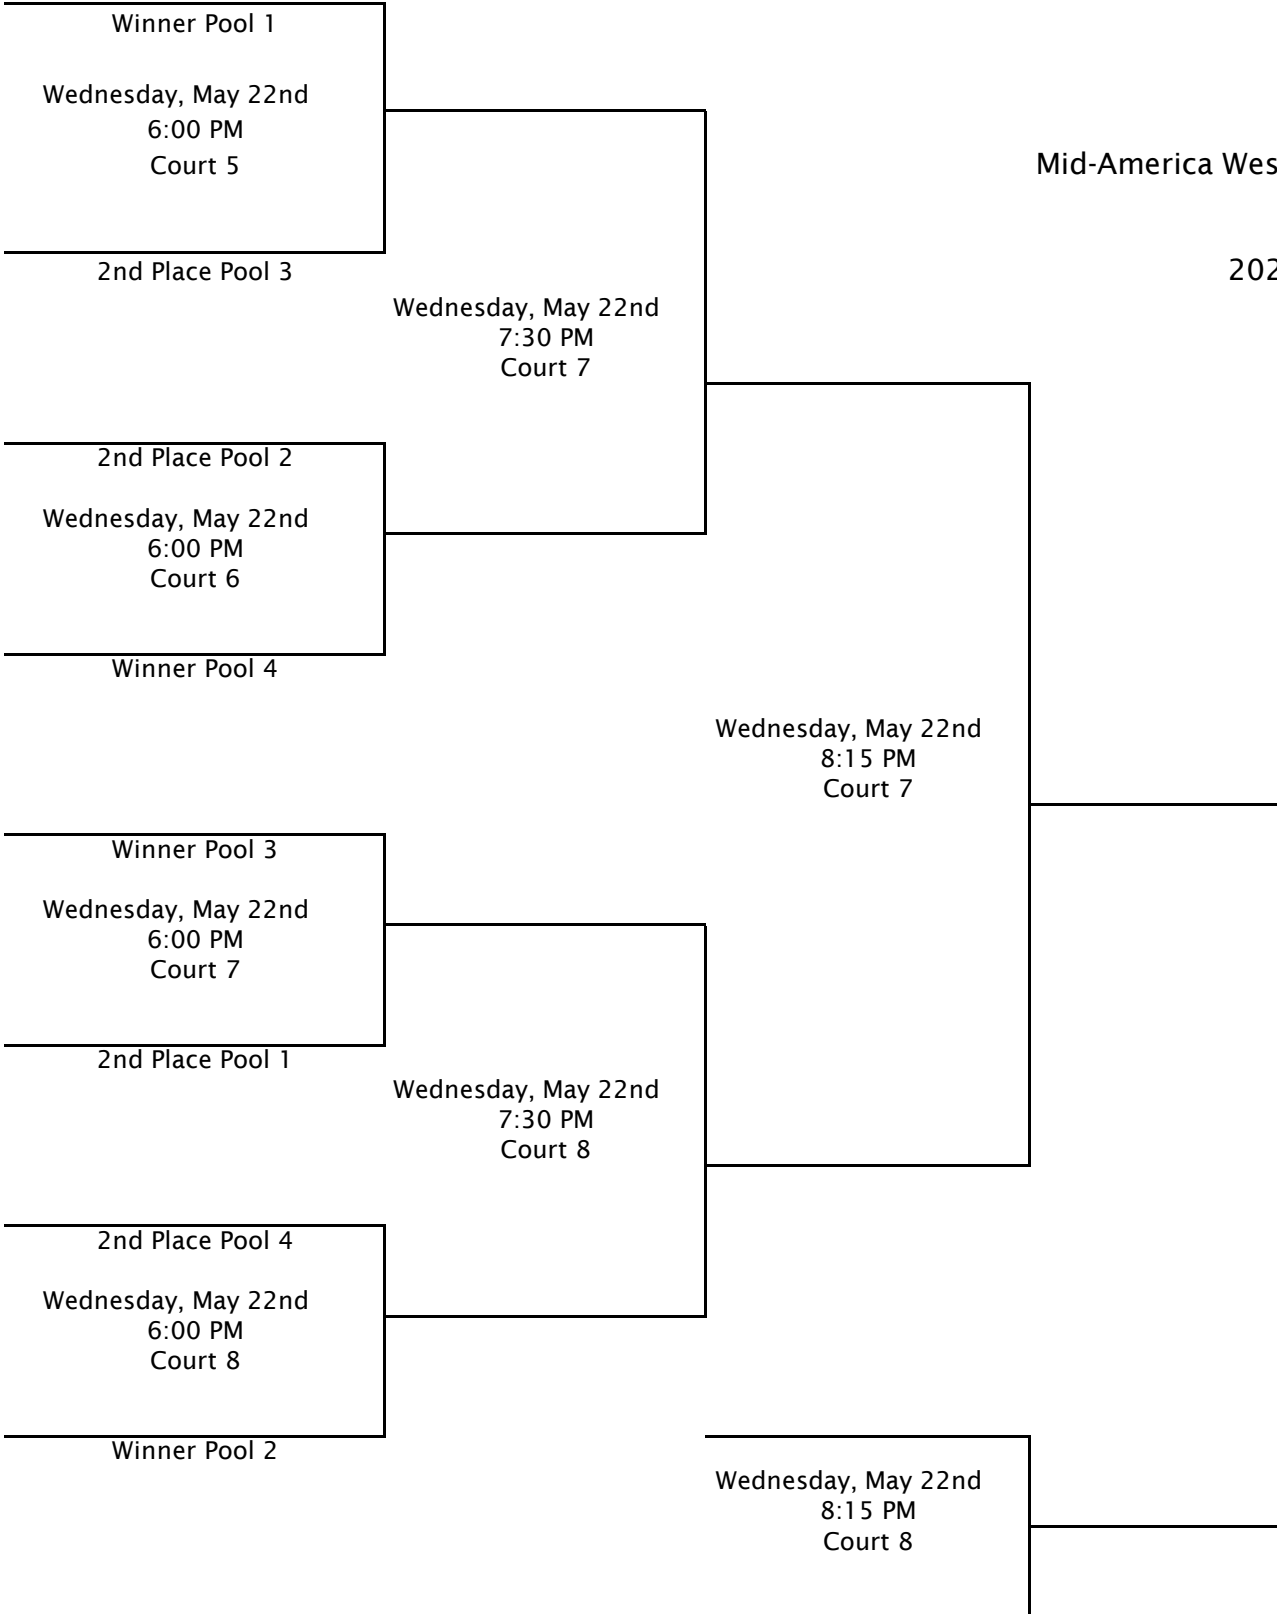 Winner Pool 1
Wednesday, May 22nd
6:00 PM
Court 5
Mid-America Wes
2nd Place Pool 3
202
Wednesday, May 22nd
7:30 PM
Court 7
2nd Place Pool 2
Wednesday, May 22nd
6:00 PM
Court 6
Winner Pool 4
Wednesday, May 22nd
8:15 PM
Court 7
Winner Pool 3
Wednesday, May 22nd
6:00 PM
Court 7
2nd Place Pool 1
Wednesday, May 22nd
7:30 PM
Court 8
2nd Place Pool 4
Wednesday, May 22nd
6:00 PM
Court 8
Winner Pool 2
Wednesday, May 22nd
8:15 PM
Court 8